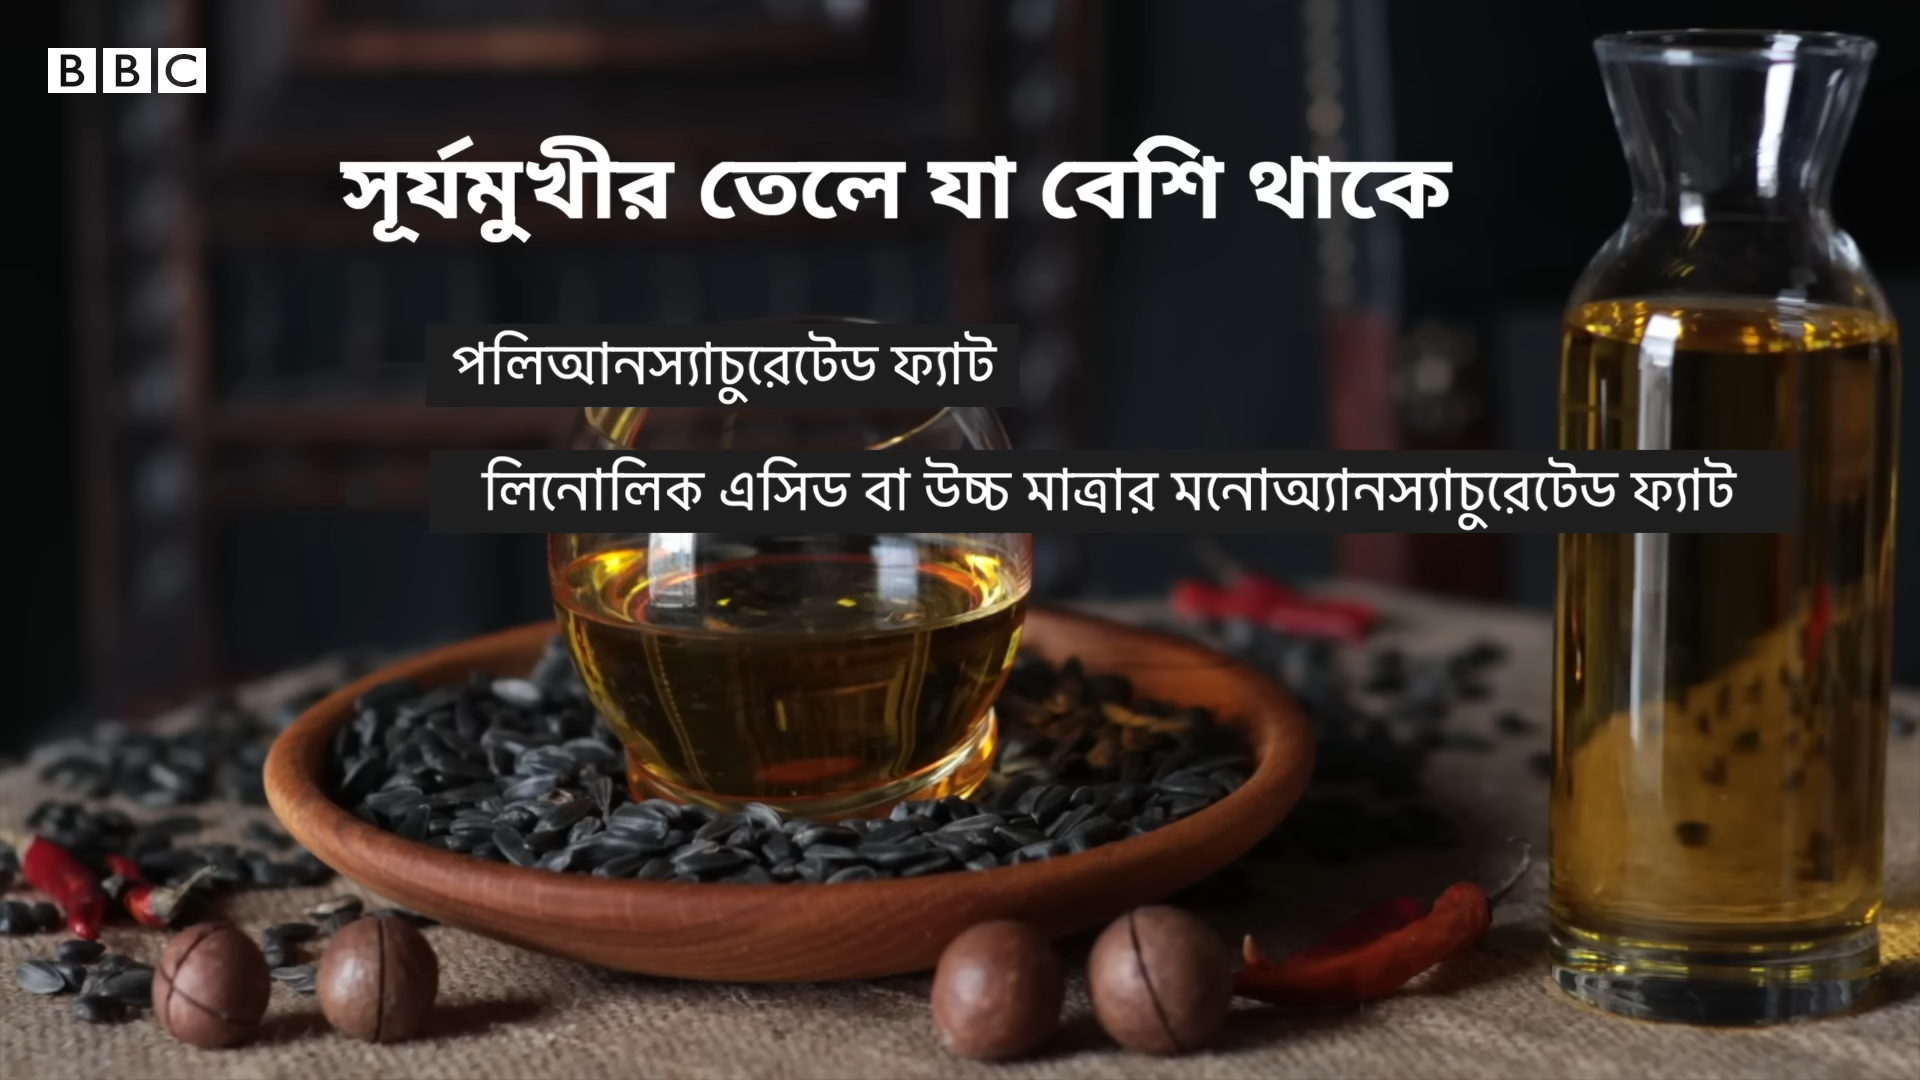 BBC
সূর্যমুখীর তেলে যা বেশি থাকে
পলিআনস্যাচুরেটেড ফ্যাট
লিনোলিক এসিড বা উচ্চ মাত্রার মনোঅ্যানস্যাচুরেটেড ফ্যাট